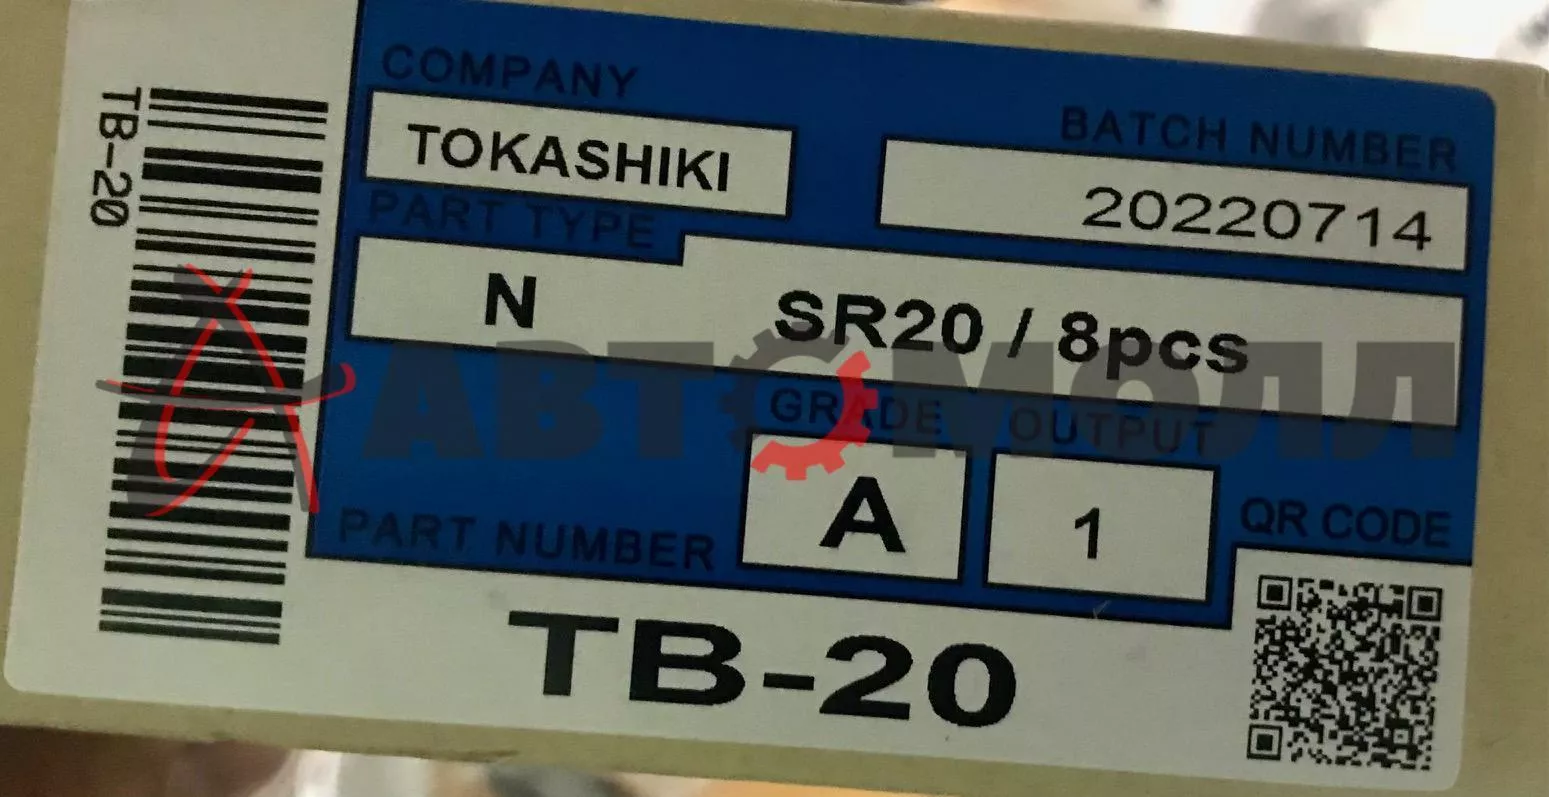 TB-20
COMPANY
TOKASHIKI
BATCH NUMBER
20220714
PART TYPE
N
SR20 / 8pcs
АВТОМОЛЛ
GRADE
OUTPUT
A
1
PART NUMBER
QR CODE
TB-20